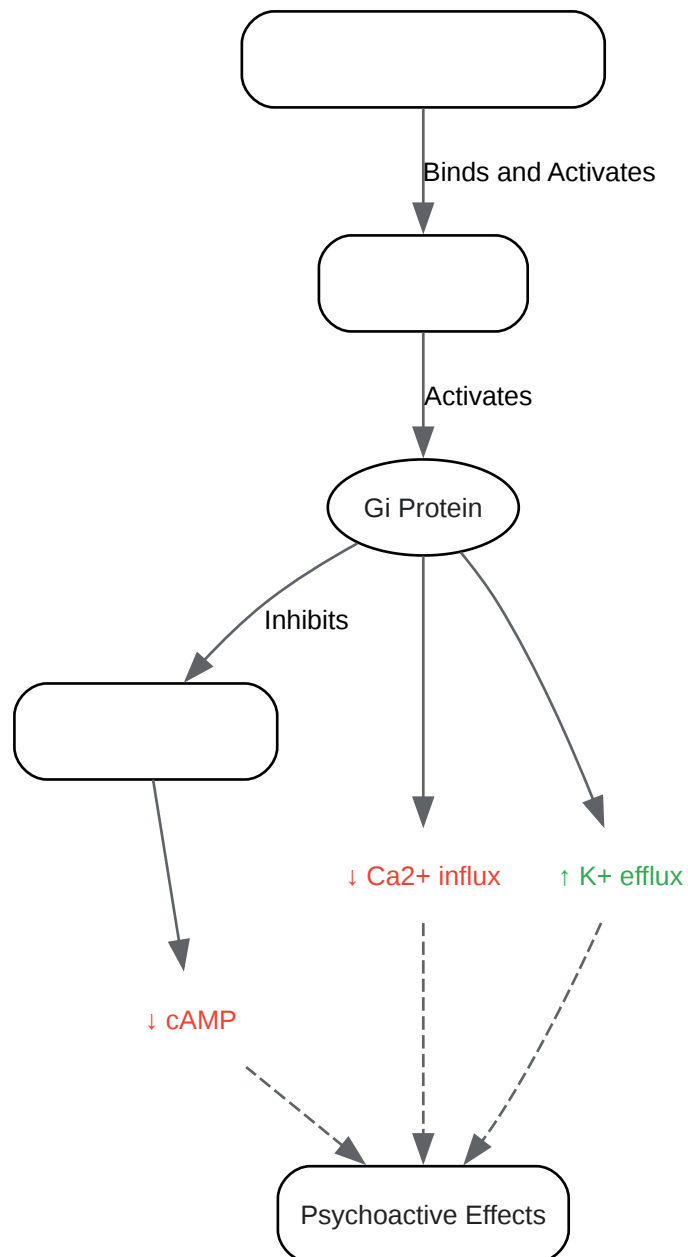 Binds and Activates
Activates
Gi Protein
Inhibits
↓ Ca2+ influx
↑ K+ efflux
↓ cAMP
Psychoactive Effects